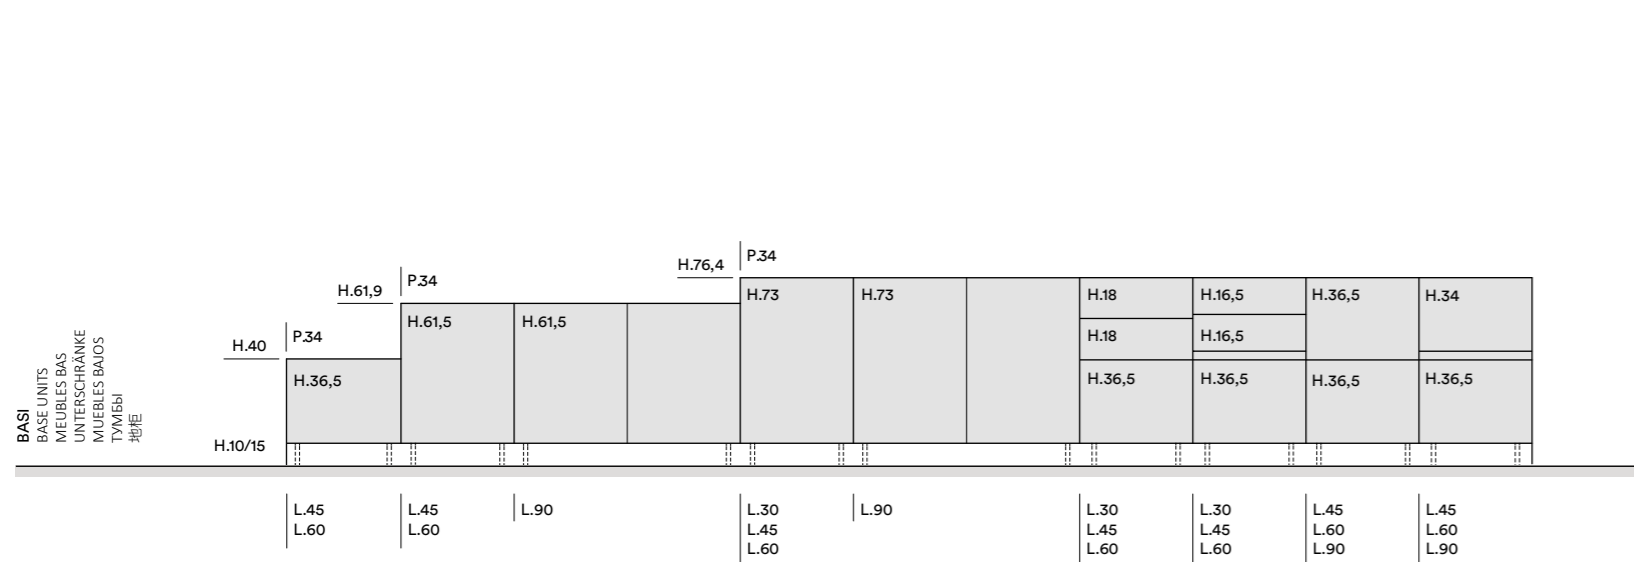 BASI
BASE UNITS
MEUBLES BAS
UNTERSCHRÄNKE
MUEBLES BAJOS
ТУМБЫ
地柜
H.76,4
P.34
H.61,9
P.34
H.40
P.34
H.10/15
H.36,5
H.61,5
H.61,5
H.73
H.73
H.18
H.18
H.36,5
H.16,5
H.16,5
H.36,5
H.36,5
H.36,5
H.34
H.36,5
L.45
L.60
L.45
L.60
L.90
L.30
L.45
L.60
L.90
L.30
L.45
L.60
L.30
L.45
L.60
L.45
L.60
L.90
L.45
L.60
L.90